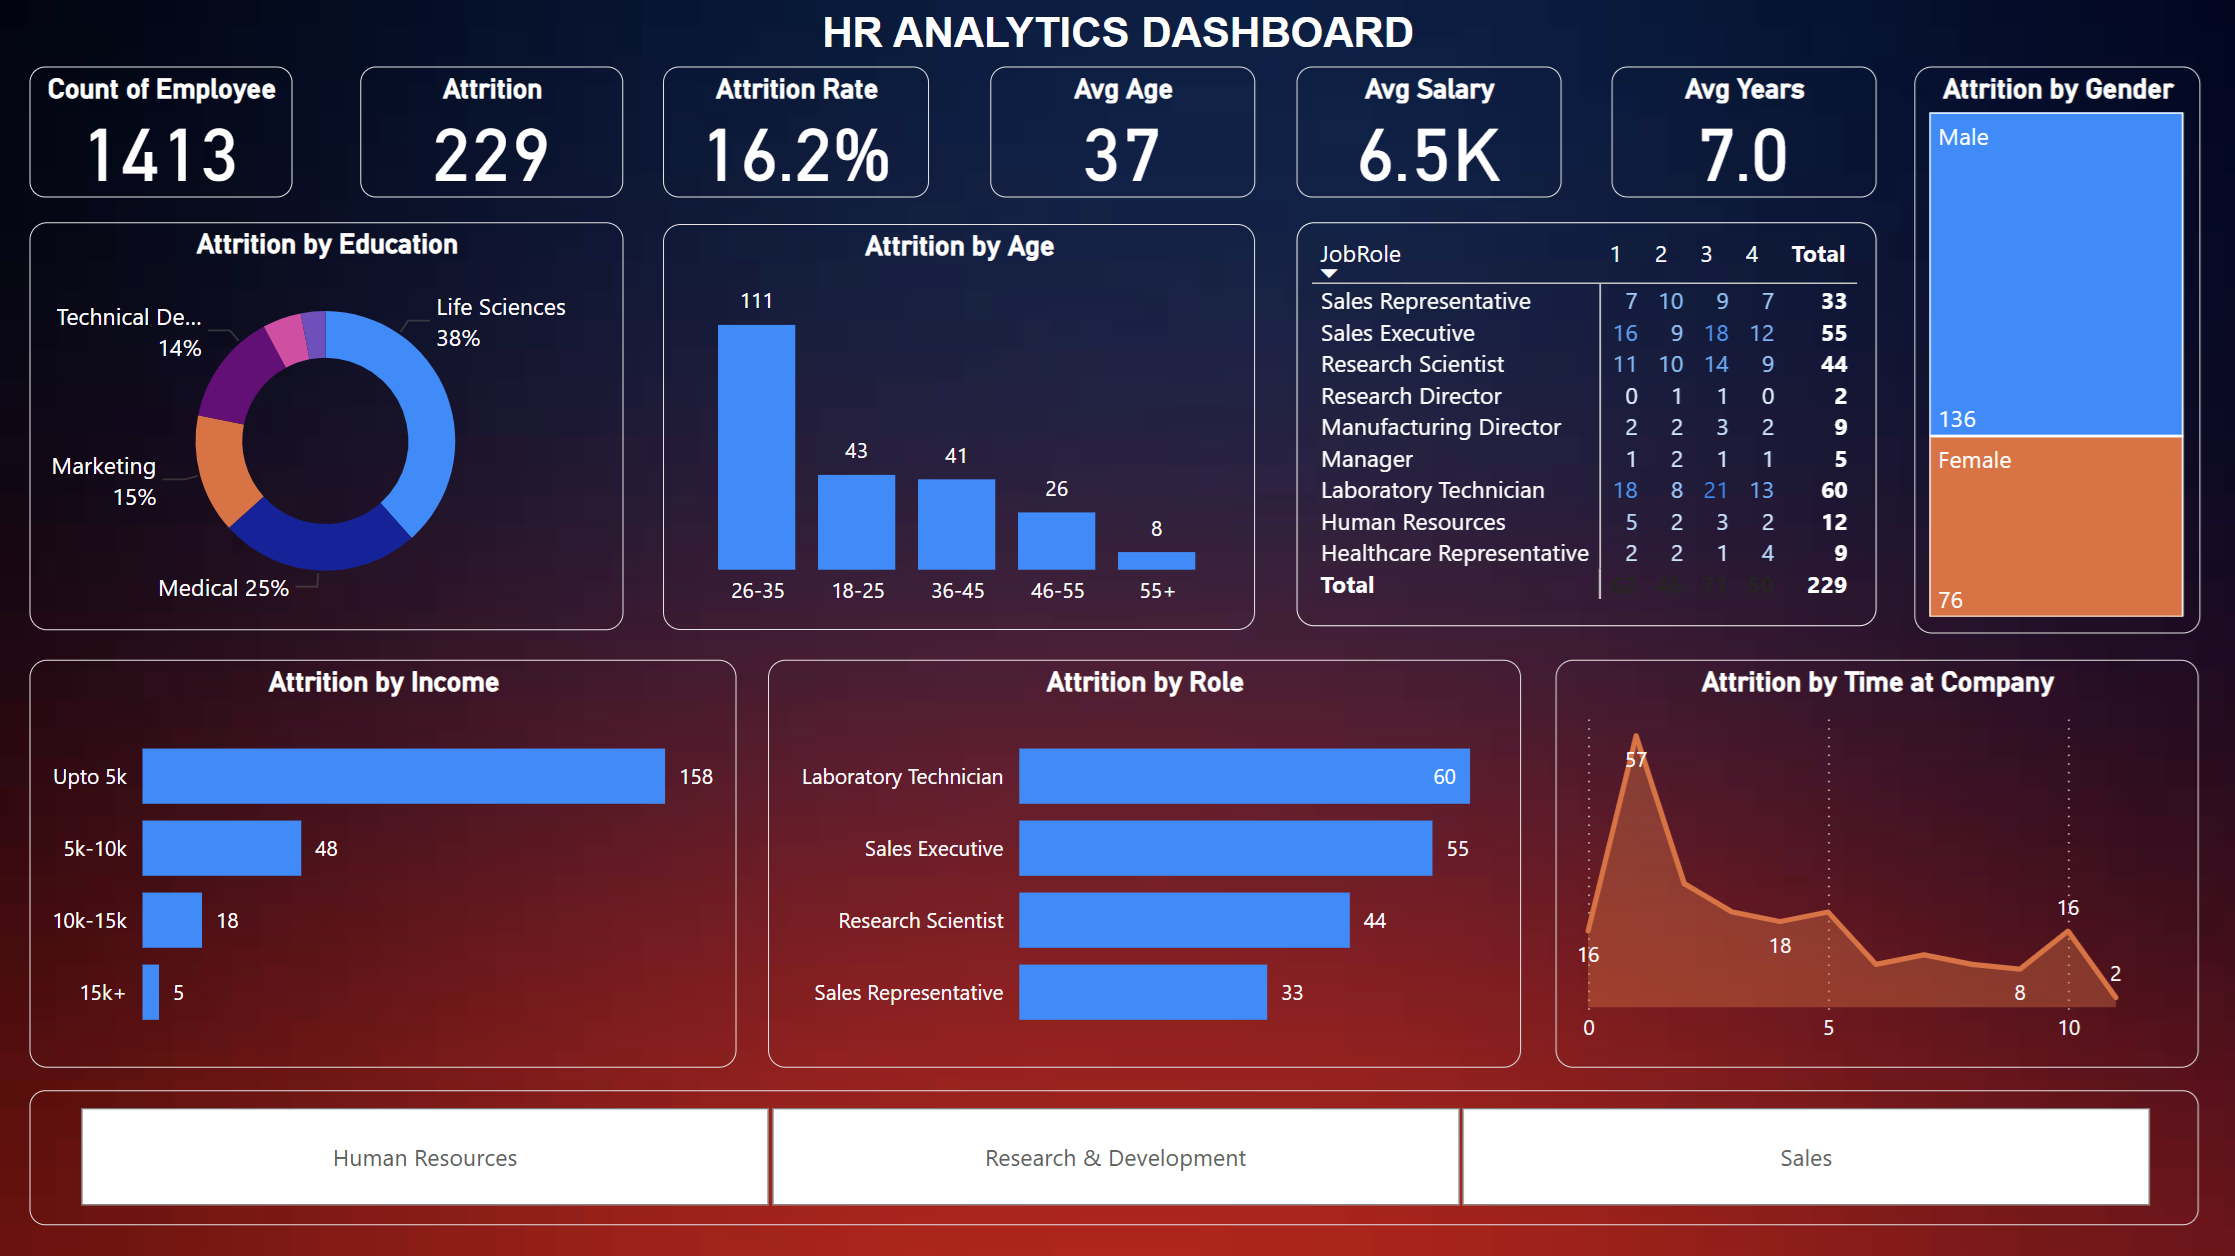 HR ANALYTICS DASHBOARD
Count of Employee
1413
Attrition
229
Attrition Rate
16.2%
Avg Age
37
Avg Salary
6.5K
Avg Years
7.0
Attrition by Gender
Male
136
Female
76
Attrition by Education
Life Sciences
38%
Technical De...
14%
Marketing
15%
Medical 25%
Attrition by Age
111
43
41
26
8
26-35 18-25 36-45 46-55 55+
JobRole 1 2 3 4 Total
Sales Representative 7 10 9 7 33
Sales Executive 16 9 18 12 55
Research Scientist 11 10 14 9 44
Research Director 0 1 1 0 2
Manufacturing Director 2 2 3 2 9
Manager 1 2 1 1 5
Laboratory Technician 18 8 21 13 60
Human Resources 5 2 3 2 12
Healthcare Representative 2 2 1 4 9
Total 71 50 229
Attrition by Income
Upto 5k 158
5k-10k 48
10k-15k 18
15k+ 5
Attrition by Role
Laboratory Technician 60
Sales Executive 55
Research Scientist 44
Sales Representative 33
Attrition by Time at Company
57
16
18
8
16
2
0 5 10
Human Resources
Research & Development
Sales